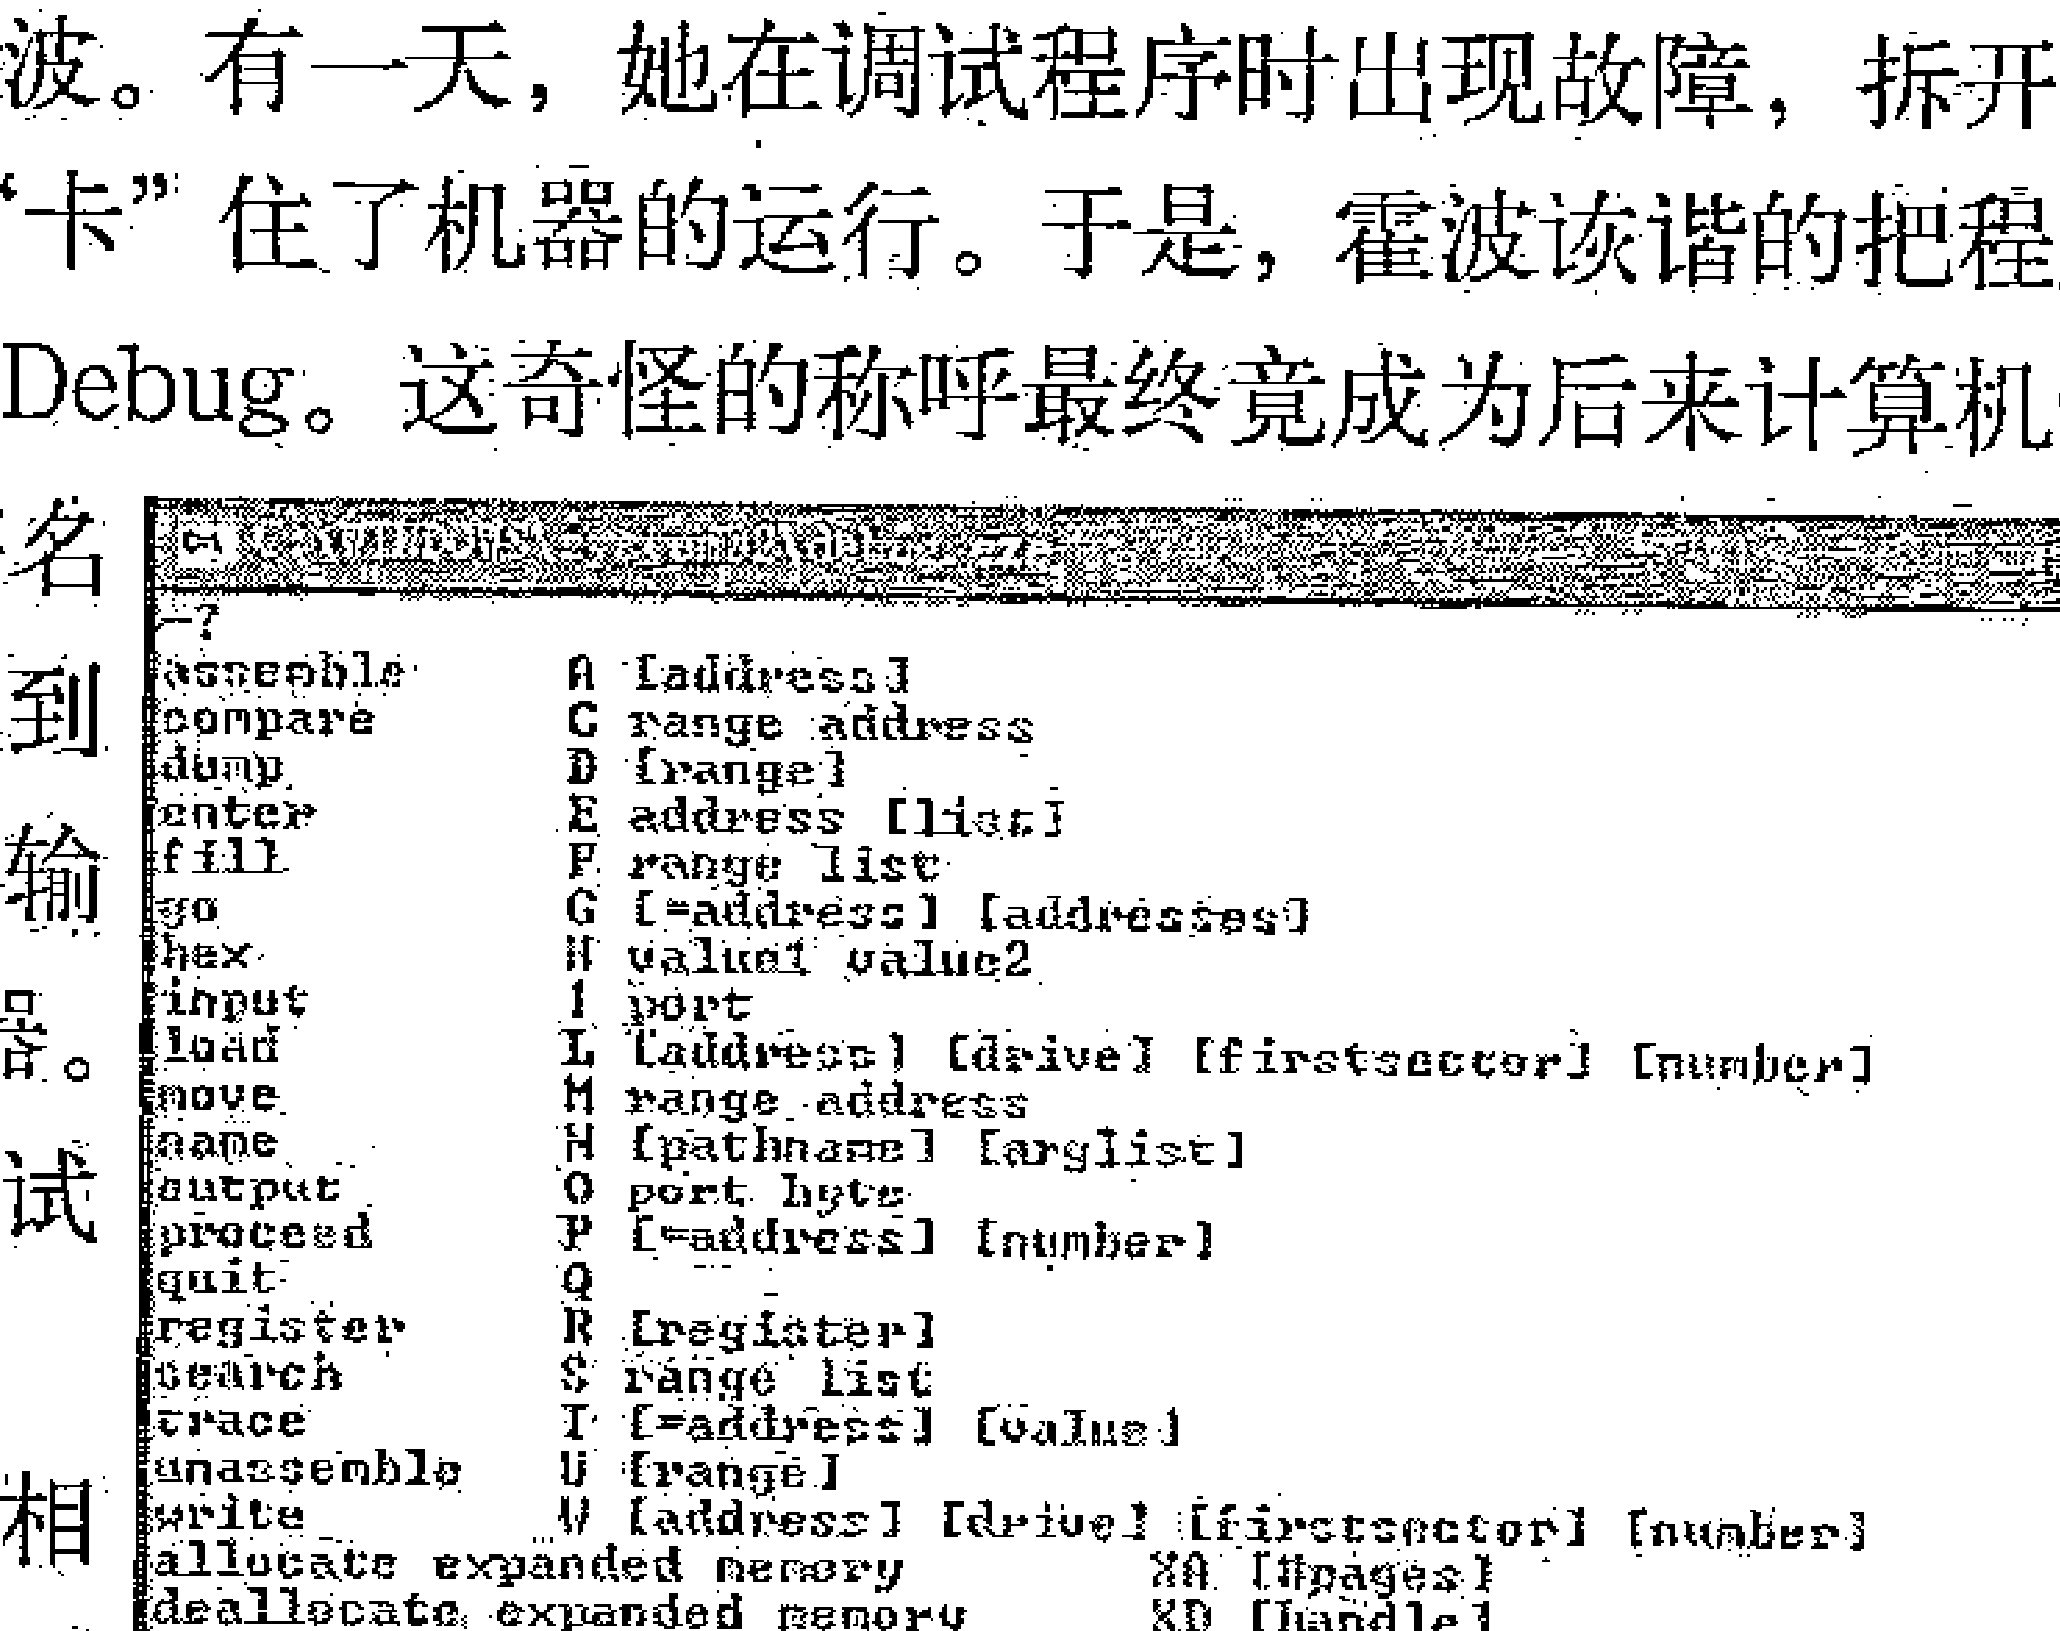 波。有一天，她在调试程序时出现故障，拆开
“卡”住了机器的运行。于是，霍波诙谐的把程
Debug。这奇怪的称呼最终竟成为后来计算机
名
到
输
器。
试
相
-?
assemble A [address]
compare C range address
dump D [range]
enter E address [list]
fill F range list
go G [=address] [addresses]
hex H value1 value2
input I port
load L [address] [drive] [firstsector] [number]
move M range address
name N [pathname] [arglist]
output O port byte
proceed P [=address] [number]
quit Q
register R [register]
search S range list
trace T [=address] [value]
unassemble U [range]
write W [address] [drive] [firstsector] [number]
allocate expanded memory XA [#pages]
deallocate expanded memory XD [handle]